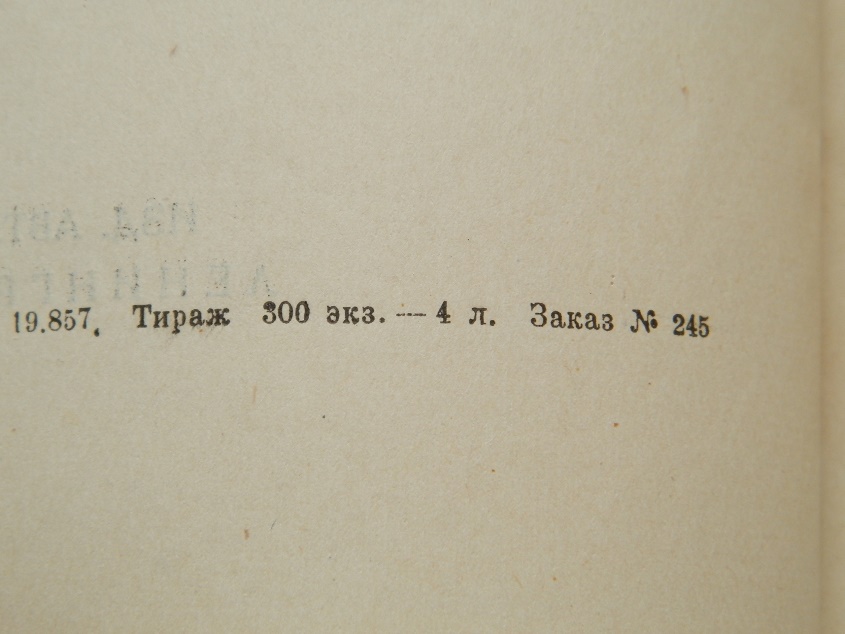 19.857. Тираж 300 экз. — 4 л. Заказ № 245